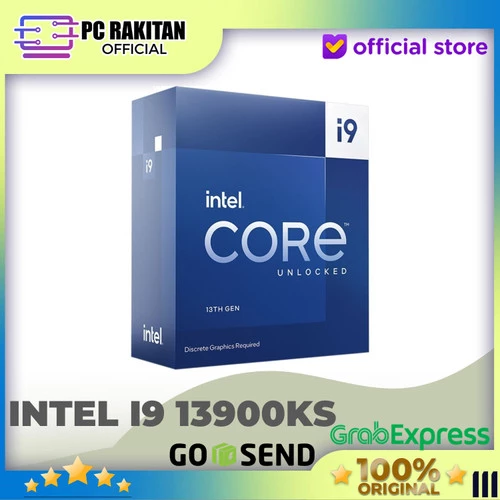 PC RAKITAN
OFFICIAL
official store
i9
i9
intel.
CORE™
UNLOCKED
13TH GEN
intel.
Discrete Graphics Required
INTEL I9 13900KS
GO SEND
GrabExpress
100%
ORIGINAL